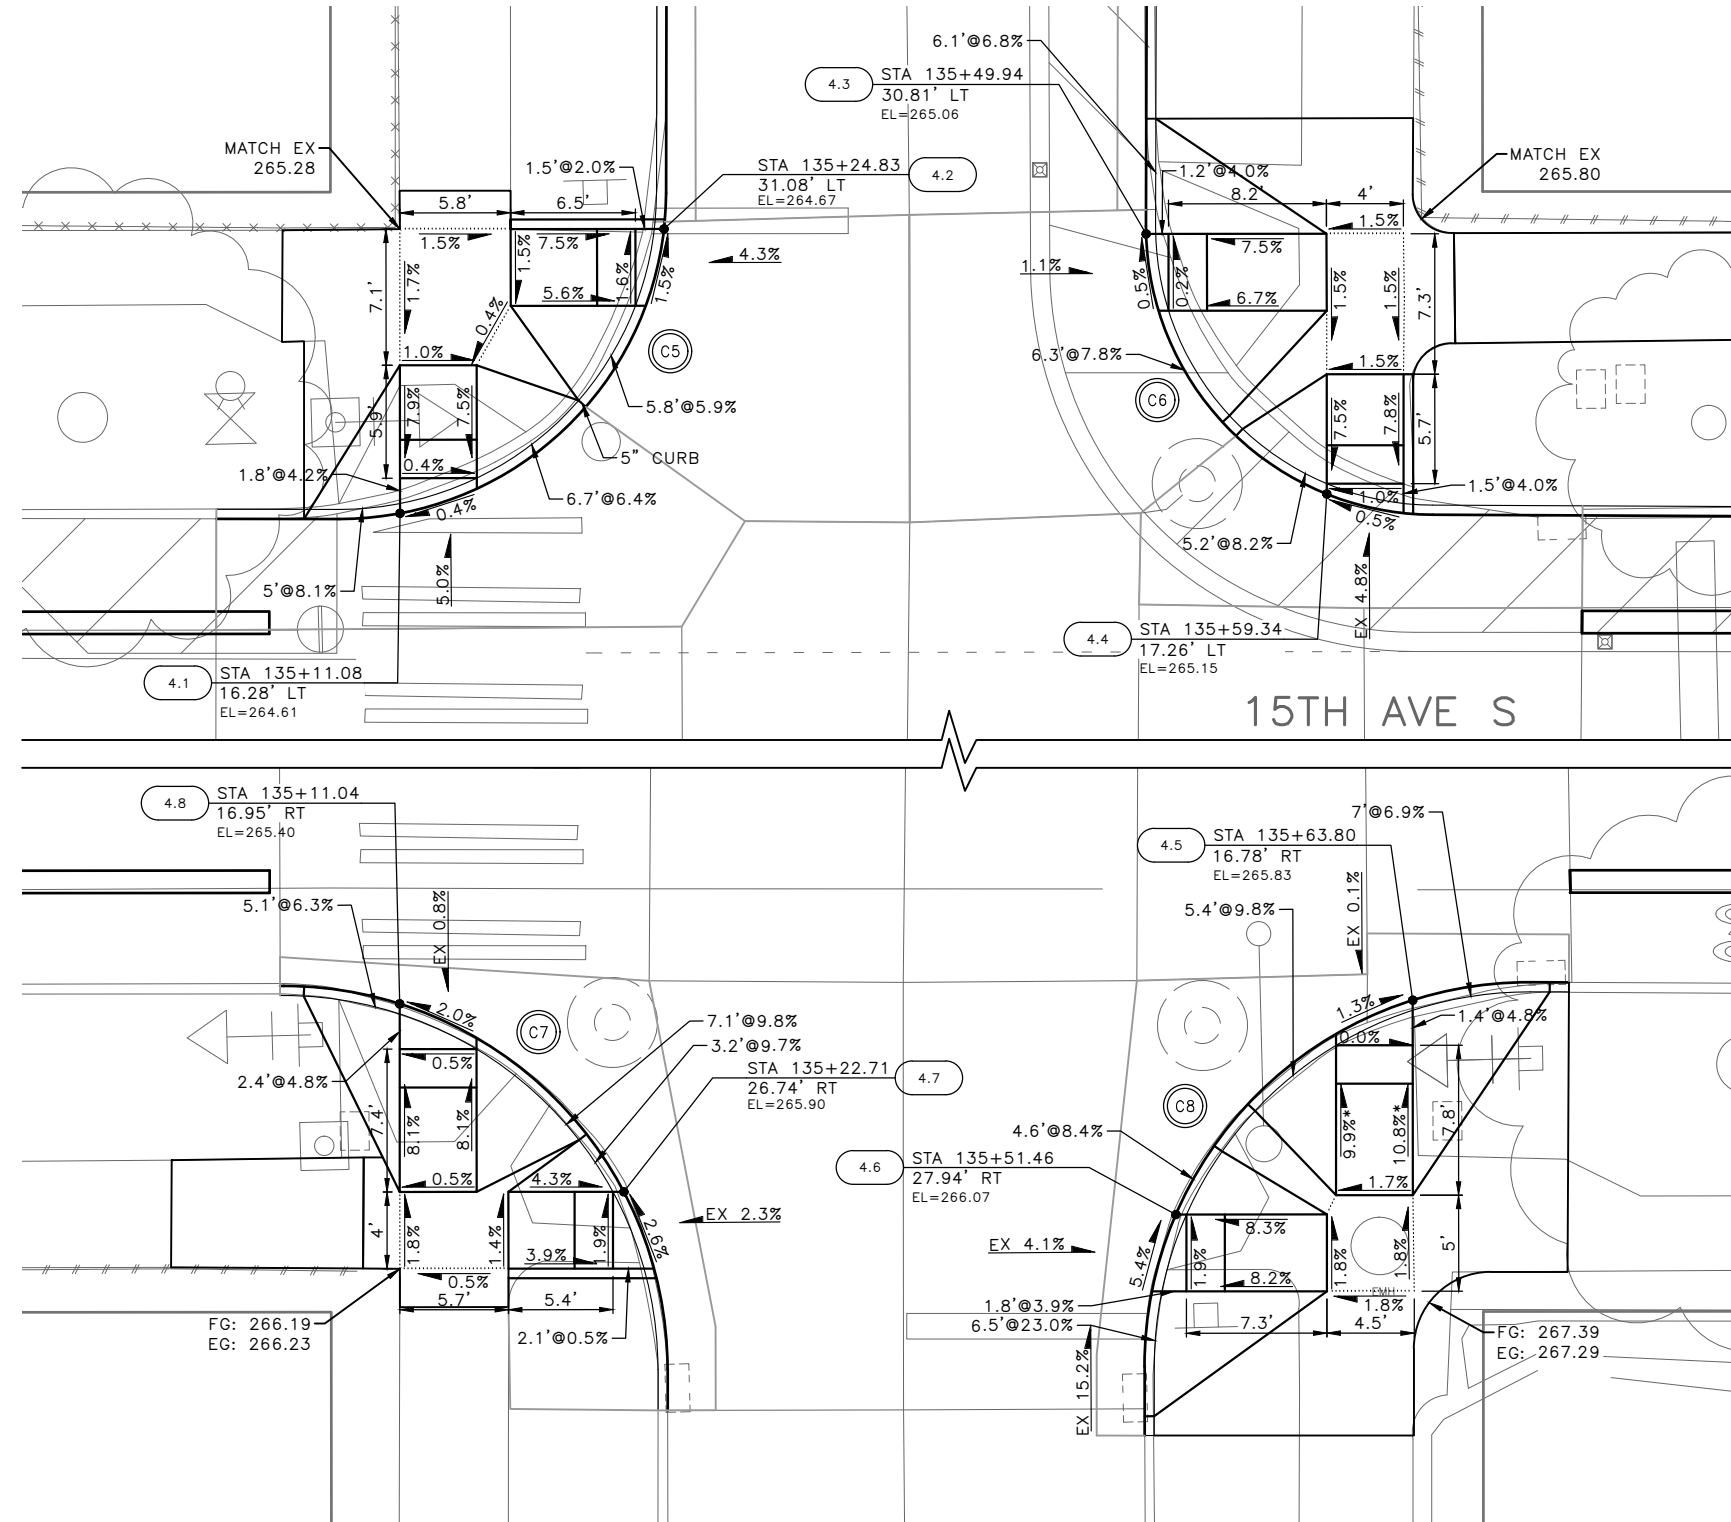 6.1'@6.8%
4.3
STA 135+49.94
30.81' LT
EL=265.06
MATCH EX
265.28
1.5'@2.0%
STA 135+24.83
31.08' LT
EL=264.67
4.2
1.2'@4.0%
MATCH EX
265.80
5.8'
6.5'
8.2'
4'
1.5%
1.5%
7.5%
4.3%
7.5%
1.5%
7.1'
1.7%
5.6%
1.6%
1.5%
1.1%
0.5%
0.2%
6.7%
1.5%
1.5%
7.3'
0.4%
1.0%
C5
6.3'@7.8%
C6
1.5%
5.9'
7.9%
7.5%
5.8'@5.9%
7.5%
7.8%
5.7'
5" CURB
0.4%
1.8'@4.2%
6.7'@6.4%
0.4%
1.0%
1.5'@4.0%
0.5%
5.2'@8.2%
5'@8.1%
5.0%
EX 4.8%
4.4
STA 135+59.34
17.26' LT
EL=265.15
4.1
STA 135+11.08
16.28' LT
EL=264.61
15TH AVE S
4.8
STA 135+11.04
16.95' RT
EL=265.40
7'@6.9%
4.5
STA 135+63.80
16.78' RT
EL=265.83
5.1'@6.3%
EX 0.8%
5.4'@9.8%
EX 0.1%
2.0%
C7
7.1'@9.8%
3.2'@9.7%
1.3%
1.4'@4.8%
0.0%
0.5%
2.4'@4.8%
STA 135+22.71
26.74' RT
EL=265.90
4.7
C8
7.4'
8.1%
8.1%
4.6'@8.4%
9.9%*
10.8%*
7.8'
4.6
STA 135+51.46
27.94' RT
EL=266.07
0.5%
4.3%
1.7%
EX 2.3%
4'
1.8%
1.4%
3.9%
1.9%
2.6%
EX 4.1%
5.4%
8.3%
1.9%
8.2%
1.8%
1.8%
5'
0.5%
5.7'
5.4'
1.8'@3.9%
1.8%
FG: 266.19
EG: 266.23
2.1'@0.5%
6.5'@23.0%
7.3'
4.5'
FG: 267.39
EG: 267.29
EX 15.2%